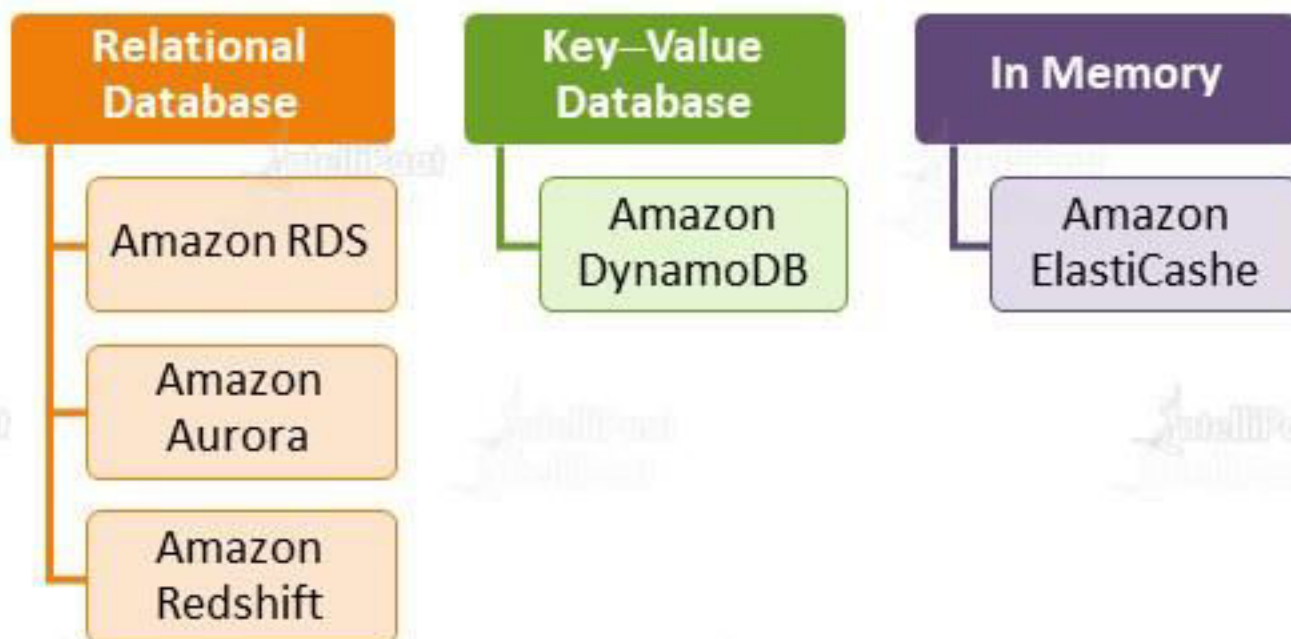 Relational
Database
Amazon RDS
Amazon
Aurora
Amazon
Redshift
Key–Value
Database
Amazon
DynamoDB
In Memory
Amazon
ElastiCashe